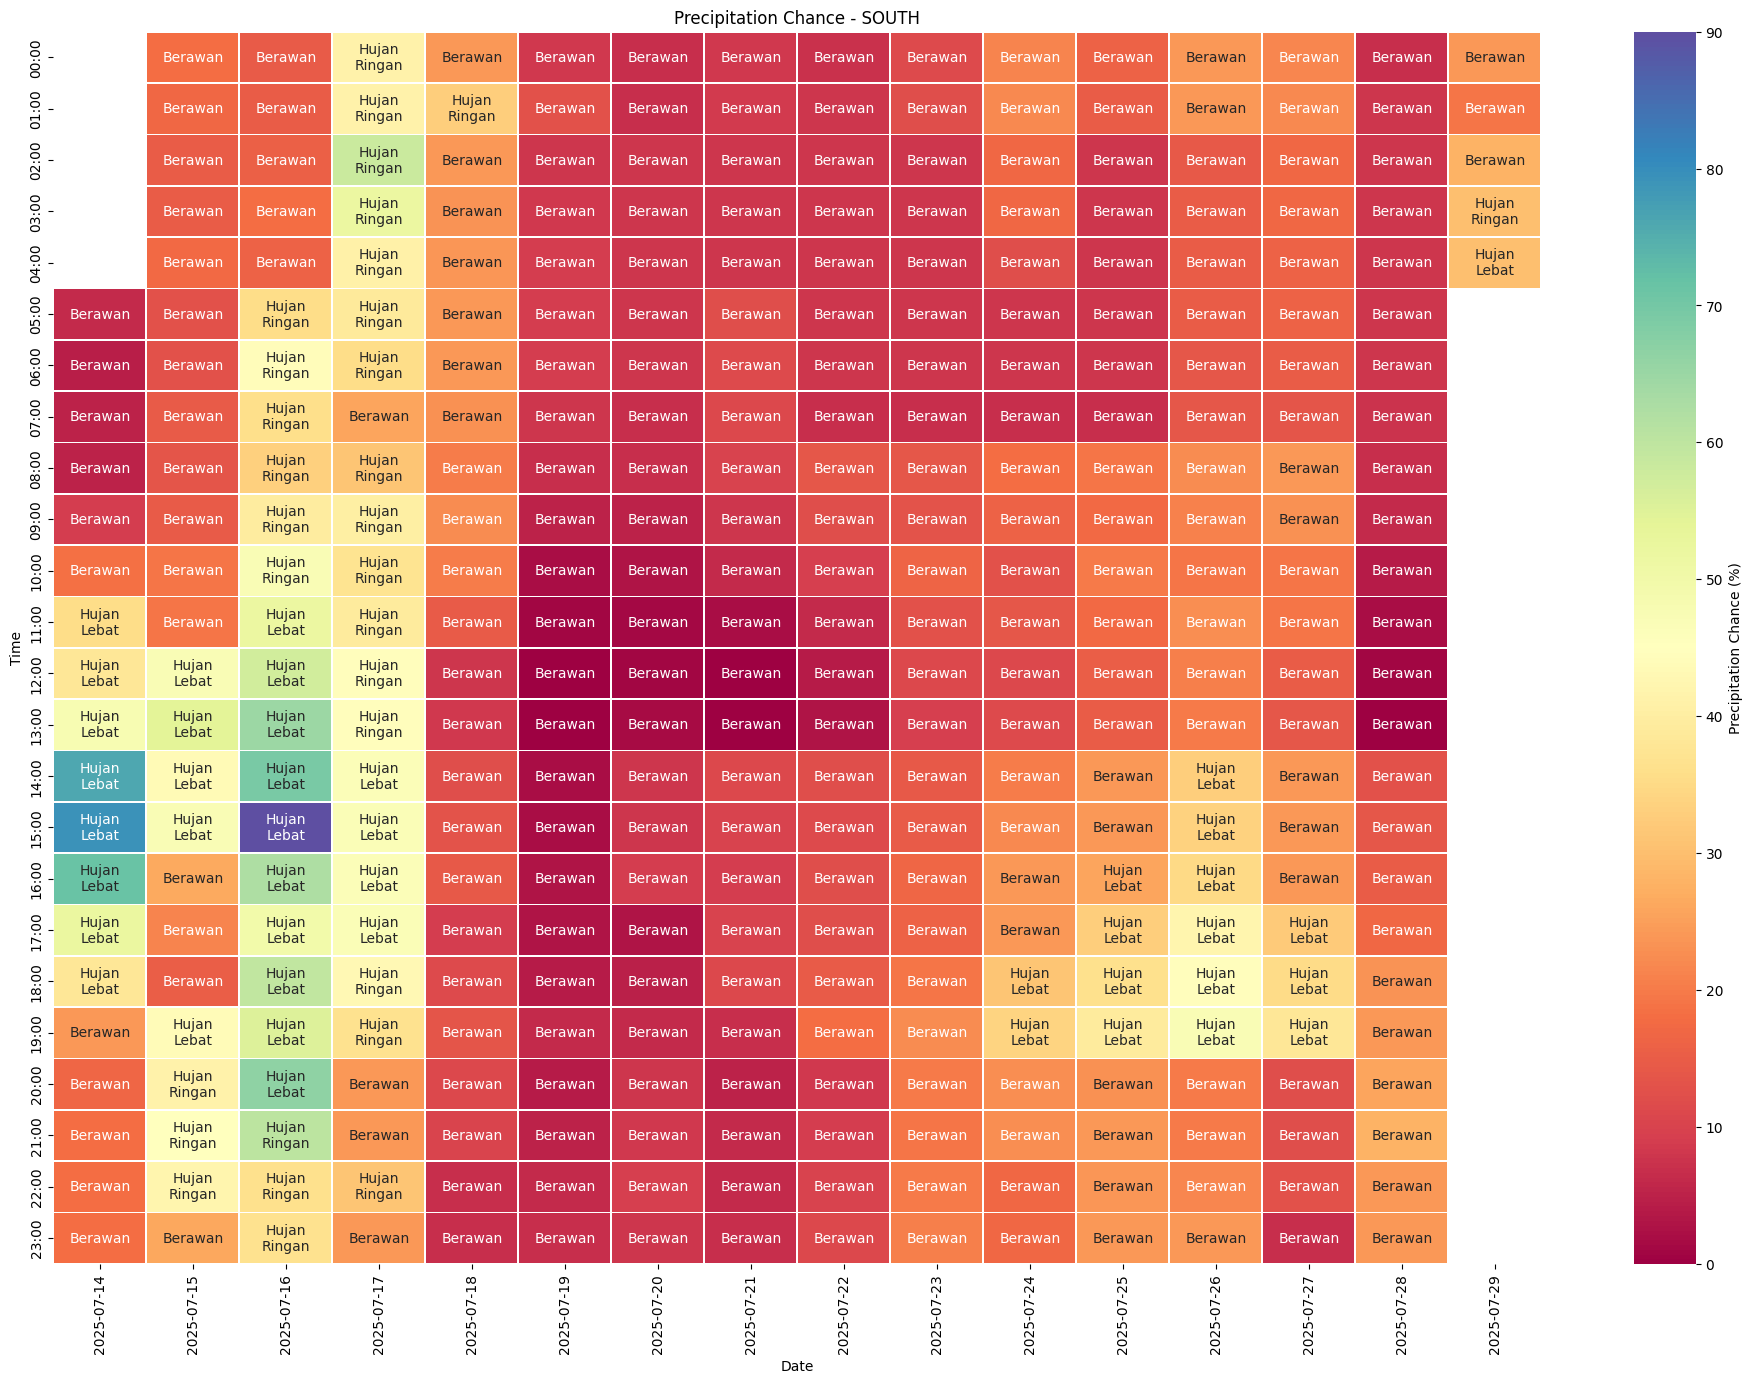 Precipitation Chance - SOUTH
00:00 Berawan Berawan Hujan Ringan Berawan Berawan Berawan Berawan Berawan Berawan Berawan Berawan Berawan Berawan Berawan Berawan
01:00 Berawan Berawan Hujan Ringan Hujan Ringan Berawan Berawan Berawan Berawan Berawan Berawan Berawan Berawan Berawan Berawan Berawan
02:00 Berawan Berawan Hujan Ringan Berawan Berawan Berawan Berawan Berawan Berawan Berawan Berawan Berawan Berawan Berawan Berawan
03:00 Berawan Berawan Hujan Ringan Berawan Berawan Berawan Berawan Berawan Berawan Berawan Berawan Berawan Berawan Berawan Hujan Ringan
04:00 Berawan Berawan Hujan Ringan Berawan Berawan Berawan Berawan Berawan Berawan Berawan Berawan Berawan Berawan Berawan Hujan Lebat
05:00 Berawan Berawan Hujan Ringan Hujan Ringan Berawan Berawan Berawan Berawan Berawan Berawan Berawan Berawan Berawan Berawan Berawan
06:00 Berawan Berawan Hujan Ringan Hujan Ringan Berawan Berawan Berawan Berawan Berawan Berawan Berawan Berawan Berawan Berawan Berawan
07:00 Berawan Berawan Hujan Ringan Berawan Berawan Berawan Berawan Berawan Berawan Berawan Berawan Berawan Berawan Berawan Berawan
08:00 Berawan Berawan Hujan Ringan Hujan Ringan Berawan Berawan Berawan Berawan Berawan Berawan Berawan Berawan Berawan Berawan Berawan
09:00 Berawan Berawan Hujan Ringan Hujan Ringan Berawan Berawan Berawan Berawan Berawan Berawan Berawan Berawan Berawan Berawan Berawan
10:00 Berawan Berawan Hujan Ringan Hujan Ringan Berawan Berawan Berawan Berawan Berawan Berawan Berawan Berawan Berawan Berawan Berawan
11:00 Hujan Lebat Berawan Hujan Lebat Hujan Ringan Berawan Berawan Berawan Berawan Berawan Berawan Berawan Berawan Berawan Berawan Berawan
12:00 Hujan Lebat Hujan Lebat Hujan Lebat Hujan Ringan Berawan Berawan Berawan Berawan Berawan Berawan Berawan Berawan Berawan Berawan Berawan
13:00 Hujan Lebat Hujan Lebat Hujan Lebat Hujan Ringan Berawan Berawan Berawan Berawan Berawan Berawan Berawan Berawan Berawan Berawan Berawan
14:00 Hujan Lebat Hujan Lebat Hujan Lebat Hujan Lebat Berawan Berawan Berawan Berawan Berawan Berawan Berawan Berawan Hujan Lebat Berawan Berawan
15:00 Hujan Lebat Hujan Lebat Hujan Lebat Hujan Lebat Berawan Berawan Berawan Berawan Berawan Berawan Berawan Berawan Hujan Lebat Berawan Berawan
16:00 Hujan Lebat Berawan Hujan Lebat Hujan Lebat Berawan Berawan Berawan Berawan Berawan Berawan Berawan Hujan Lebat Hujan Lebat Berawan Berawan
17:00 Hujan Lebat Berawan Hujan Lebat Hujan Lebat Berawan Berawan Berawan Berawan Berawan Berawan Berawan Hujan Lebat Hujan Lebat Hujan Lebat Berawan
18:00 Hujan Lebat Berawan Hujan Lebat Hujan Ringan Berawan Berawan Berawan Berawan Berawan Berawan Hujan Lebat Hujan Lebat Hujan Lebat Hujan Lebat Berawan
19:00 Berawan Hujan Lebat Hujan Lebat Hujan Ringan Berawan Berawan Berawan Berawan Berawan Berawan Hujan Lebat Hujan Lebat Hujan Lebat Hujan Lebat Berawan
20:00 Berawan Hujan Ringan Hujan Lebat Berawan Berawan Berawan Berawan Berawan Berawan Berawan Berawan Berawan Berawan Berawan Berawan
21:00 Berawan Hujan Ringan Hujan Ringan Berawan Berawan Berawan Berawan Berawan Berawan Berawan Berawan Berawan Berawan Berawan Berawan
22:00 Berawan Hujan Ringan Hujan Ringan Hujan Ringan Berawan Berawan Berawan Berawan Berawan Berawan Berawan Berawan Berawan Berawan Berawan
23:00 Berawan Berawan Hujan Ringan Berawan Berawan Berawan Berawan Berawan Berawan Berawan Berawan Berawan Berawan Berawan Berawan
Time
2025-07-14 2025-07-15 2025-07-16 2025-07-17 2025-07-18 2025-07-19 2025-07-20 2025-07-21 2025-07-22 2025-07-23 2025-07-24 2025-07-25 2025-07-26 2025-07-27 2025-07-28 2025-07-29
Date
90
80
70
60
50
40
30
20
10
0
Precipitation Chance (%)